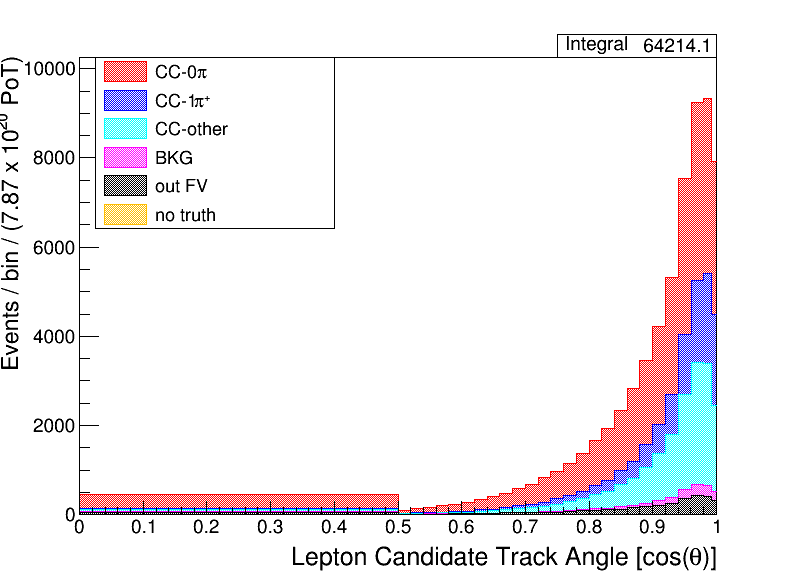 Integral 64214.1
CC-0π
CC-1π⁺
CC-other
BKG
out FV
no truth
Events / bin / (7.87 x 10²⁰ PoT)
10000
8000
6000
4000
2000
0
0 0.1 0.2 0.3 0.4 0.5 0.6 0.7 0.8 0.9 1
Lepton Candidate Track Angle [cos(θ)]